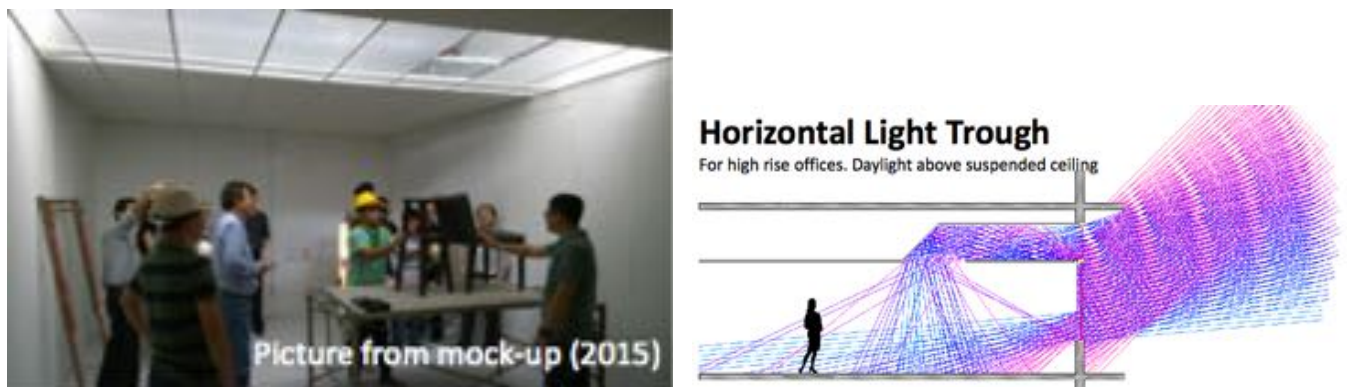 Picture from mock-up (2015)
Horizontal Light Trough
For high rise offices. Daylight above suspended ceiling